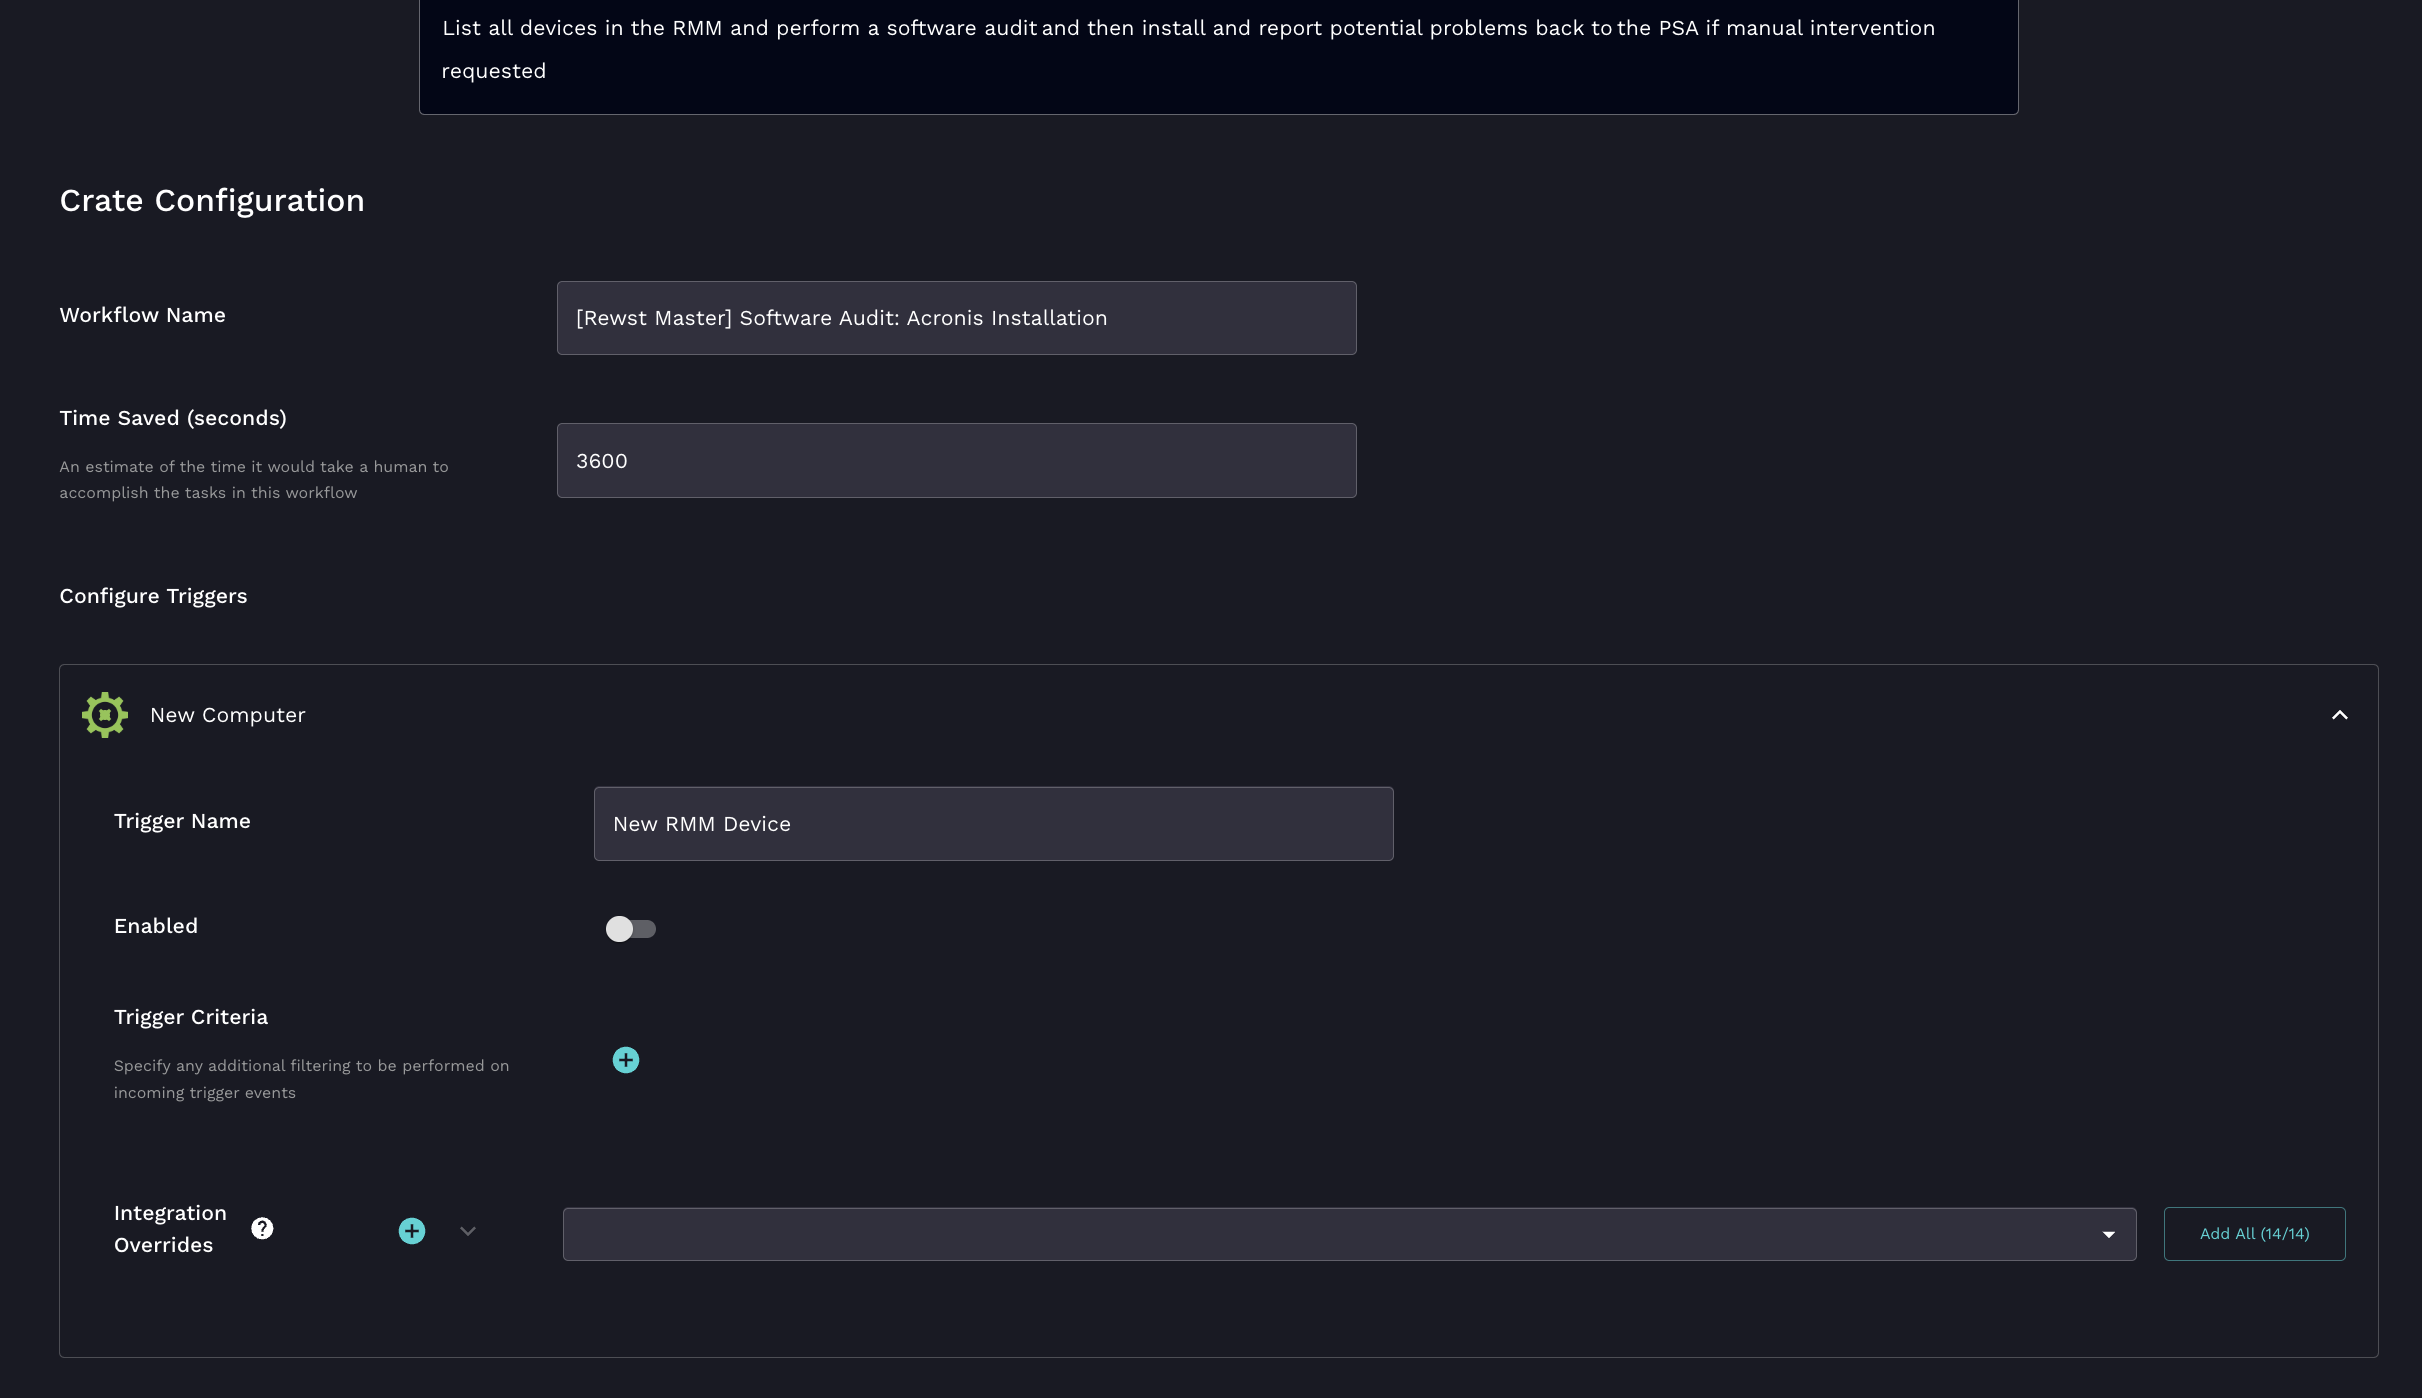 List all devices in the RMM and perform a software audit and then install and report potential problems back to the PSA if manual intervention
requested
Crate Configuration
Workflow Name
[Rewst Master] Software Audit: Acronis Installation
Time Saved (seconds)
An estimate of the time it would take a human to
accomplish the tasks in this workflow
3600
Configure Triggers
New Computer
Trigger Name
New RMM Device
Enabled
Trigger Criteria
Specify any additional filtering to be performed on
incoming trigger events
Integration
Overrides
Add All (14/14)